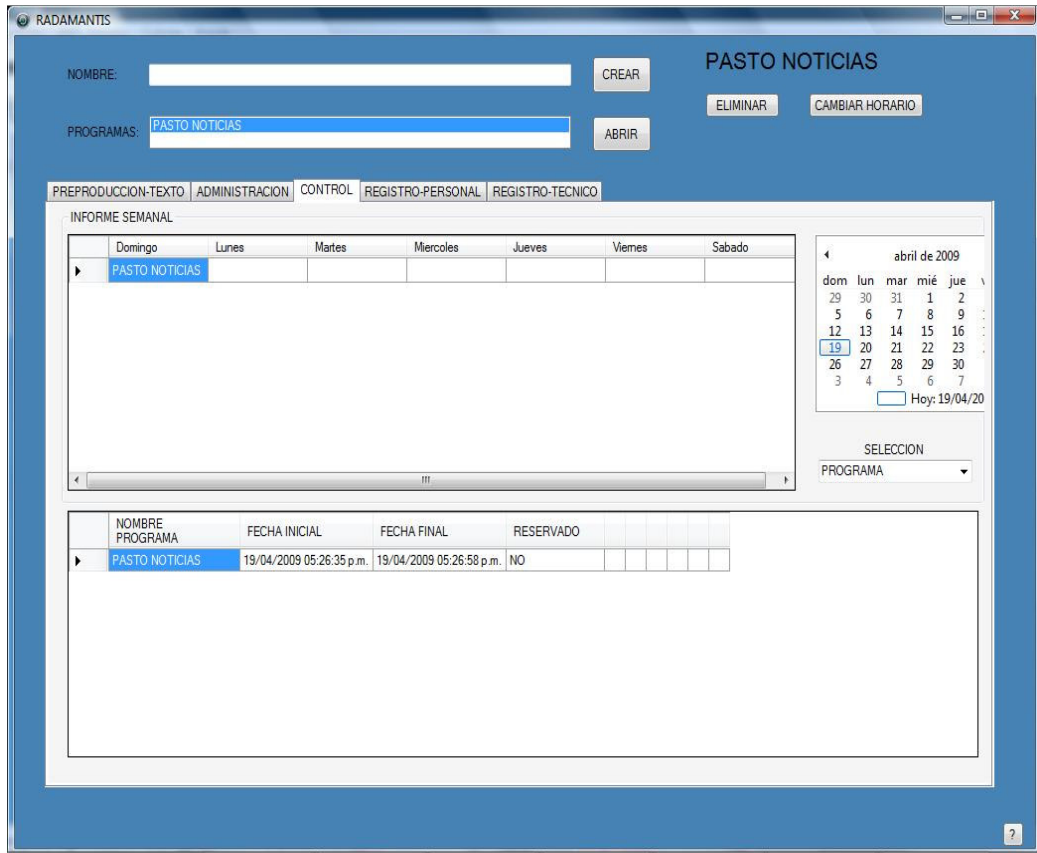 RADAMANTIS
NOMBRE: CREAR
PASTO NOTICIAS
ELIMINAR CAMBIAR HORARIO
PROGRAMAS: PASTO NOTICIAS ABRIR
PREPRODUCCION-TEXTO ADMINISTRACION CONTROL REGISTRO-PERSONAL REGISTRO-TECNICO
INFORME SEMANAL
Domingo Lunes Martes Miercoles Jueves Viernes Sabado
PASTO NOTICIAS
abril de 2009
dom lun mar mié jue
29 30 31 1 2
5 6 7 8 9
12 13 14 15 16
19 20 21 22 23
26 27 28 29 30
3 4 5 6 7
Hoy: 19/04/20
SELECCION
PROGRAMA
NOMBRE PROGRAMA FECHA INICIAL FECHA FINAL RESERVADO
PASTO NOTICIAS 19/04/2009 05:26:35 p.m. 19/04/2009 05:26:58 p.m. NO
?